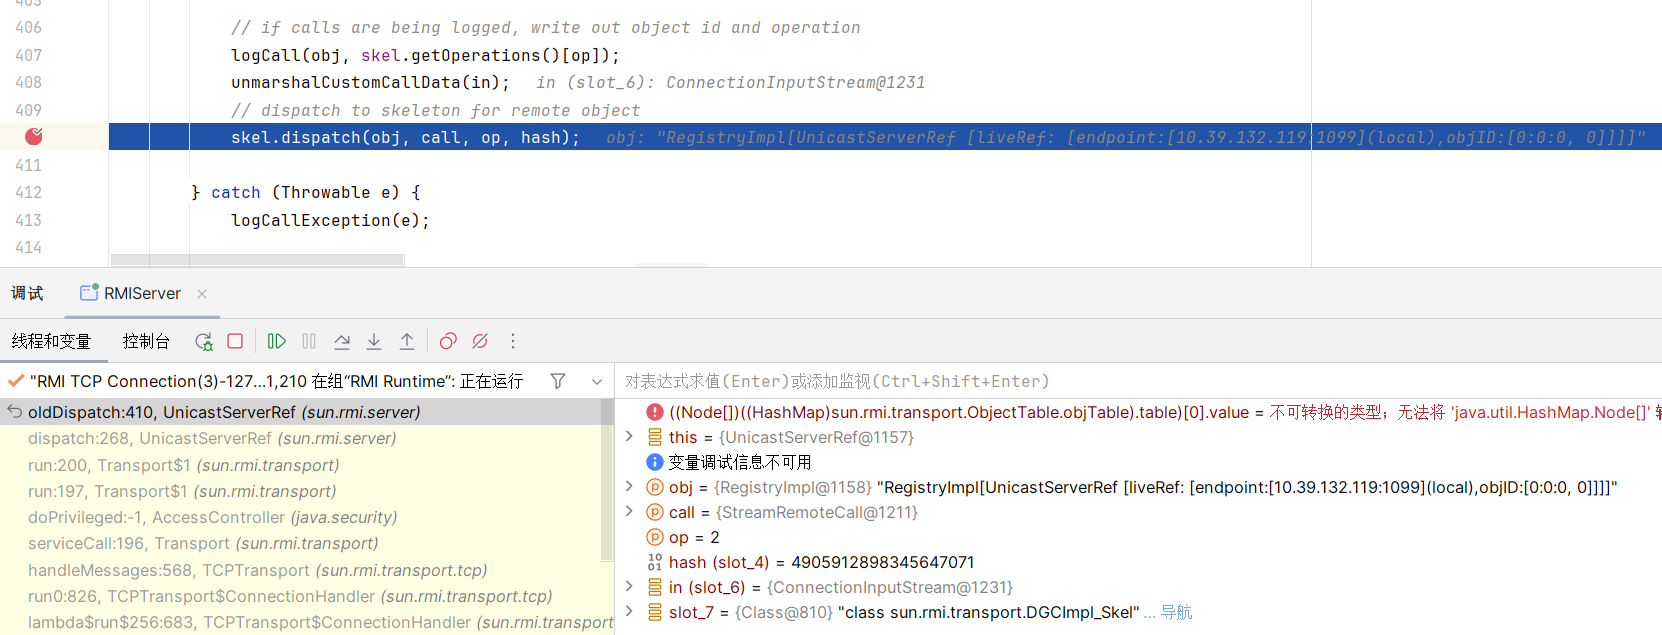 406 // if calls are being logged, write out object id and operation
407 logCall(obj, skel.getOperations()[op]);
408 unmarshalCustomCallData(in); in (slot_6): ConnectionInputStream@1231
409 // dispatch to skeleton for remote object
skel.dispatch(obj, call, op, hash); obj: "RegistryImpl[UnicastServerRef [liveRef: [endpoint:[10.39.132.119:1099](local),objID:[0:0:0, 0]]]]"
411
412 } catch (Throwable e) {
413 logCallException(e);
414
调试 RMIServer
线程和变量 控制台
"RMI TCP Connection(3)-127...1,210 在组“RMI Runtime”: 正在运行
oldDispatch:410, UnicastServerRef (sun.rmi.server)
dispatch:268, UnicastServerRef (sun.rmi.server)
run:200, Transport$1 (sun.rmi.transport)
run:197, Transport$1 (sun.rmi.transport)
doPrivileged:-1, AccessController (java.security)
serviceCall:196, Transport (sun.rmi.transport)
handleMessages:568, TCPTransport (sun.rmi.transport.tcp)
run0:826, TCPTransport$ConnectionHandler (sun.rmi.transport.tcp)
lambda$run$256:683, TCPTransport$ConnectionHandler (sun.rmi.transport
对表达式求值(Enter)或添加监视(Ctrl+Shift+Enter)
((Node[])((HashMap)sun.rmi.transport.ObjectTable.objTable).table)[0].value = 不可转换的类型；无法将 'java.util.HashMap.Node[]'
this = {UnicastServerRef@1157}
变量调试信息不可用
obj = {RegistryImpl@1158} "RegistryImpl[UnicastServerRef [liveRef: [endpoint:[10.39.132.119:1099](local),objID:[0:0:0, 0]]]]"
call = {StreamRemoteCall@1211}
op = 2
hash (slot_4) = 4905912898345647071
in (slot_6) = {ConnectionInputStream@1231}
slot_7 = {Class@810} "class sun.rmi.transport.DGCImpl_Skel" ... 导航